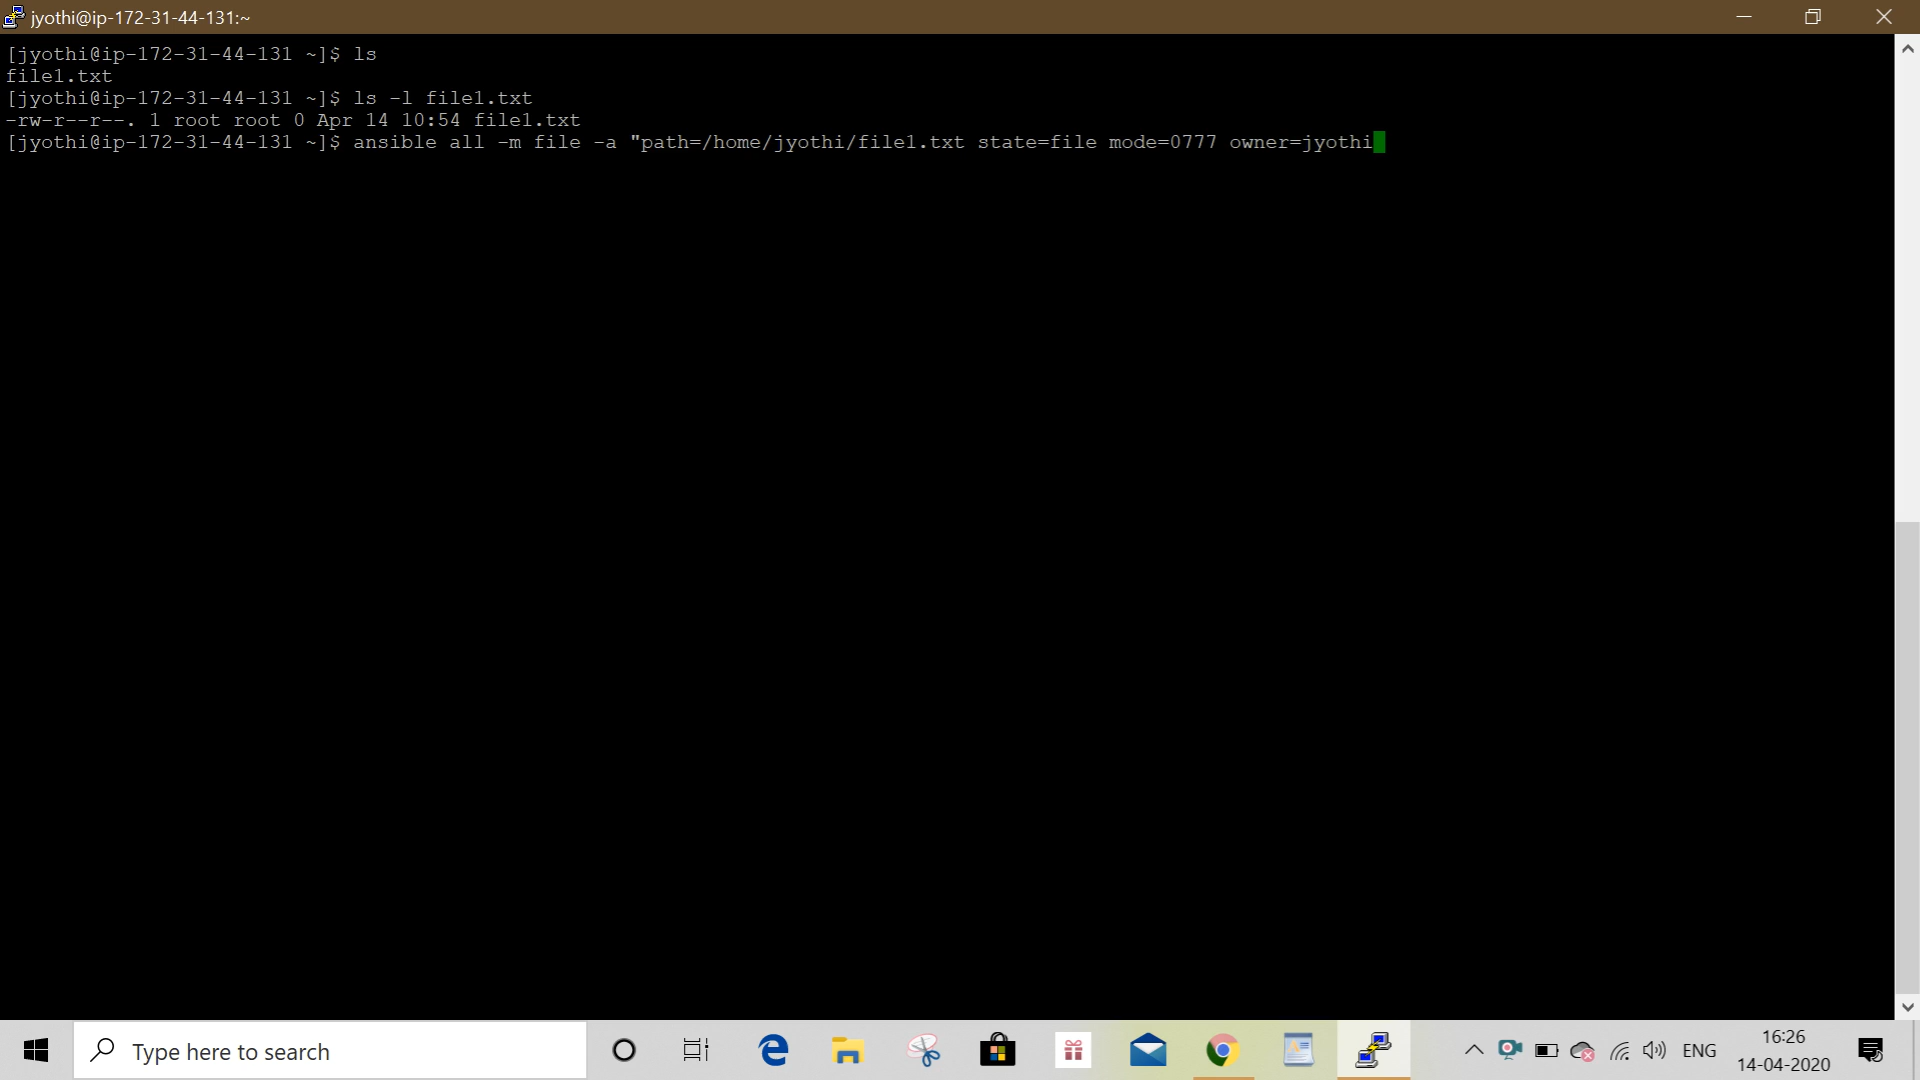 jyothi@ip-172-31-44-131:~
[jyothi@ip-172-31-44-131 ~]$ ls
file1.txt
[jyothi@ip-172-31-44-131 ~]$ ls -l file1.txt
-rw-r--r--. 1 root root 0 Apr 14 10:54 file1.txt
[jyothi@ip-172-31-44-131 ~]$ ansible all -m file -a "path=/home/jyothi/file1.txt state=file mode=0777 owner=jyothi
Type here to search
ENG
16:26
14-04-2020